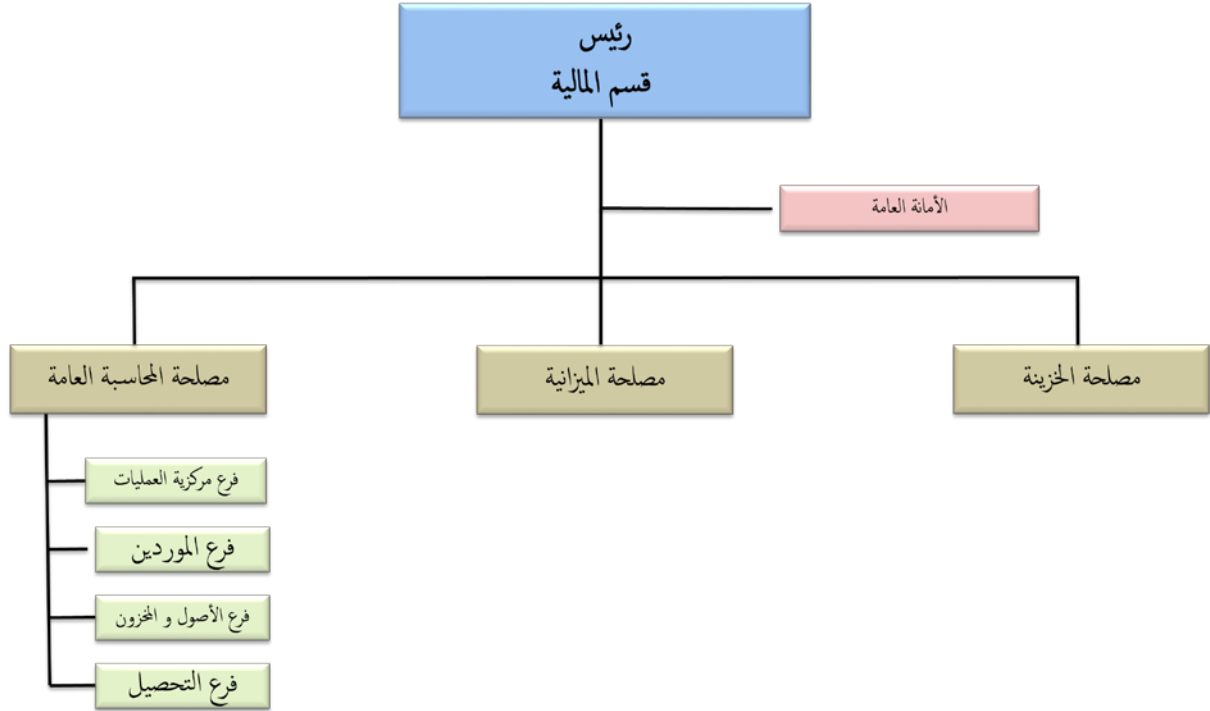 رئيس
قسم المالية
الأمانة العامة
مصلحة الخزينة
مصلحة الميزانية
مصلحة المحاسبة العامة
فرع مركزية العمليات
فرع الموردين
فرع الأصول و المخزون
فرع التحصيل